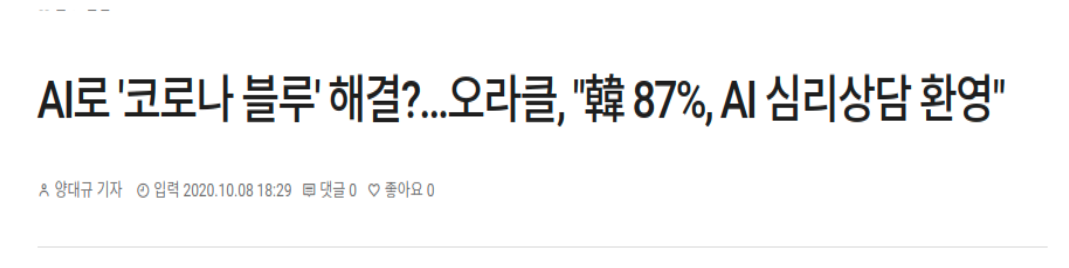 AI로 '코로나 블루' 해결?...오라클, "韓 87%, AI 심리상담 환영"
양대규 기자 입력 2020.10.08 18:29 댓글 0 좋아요 0